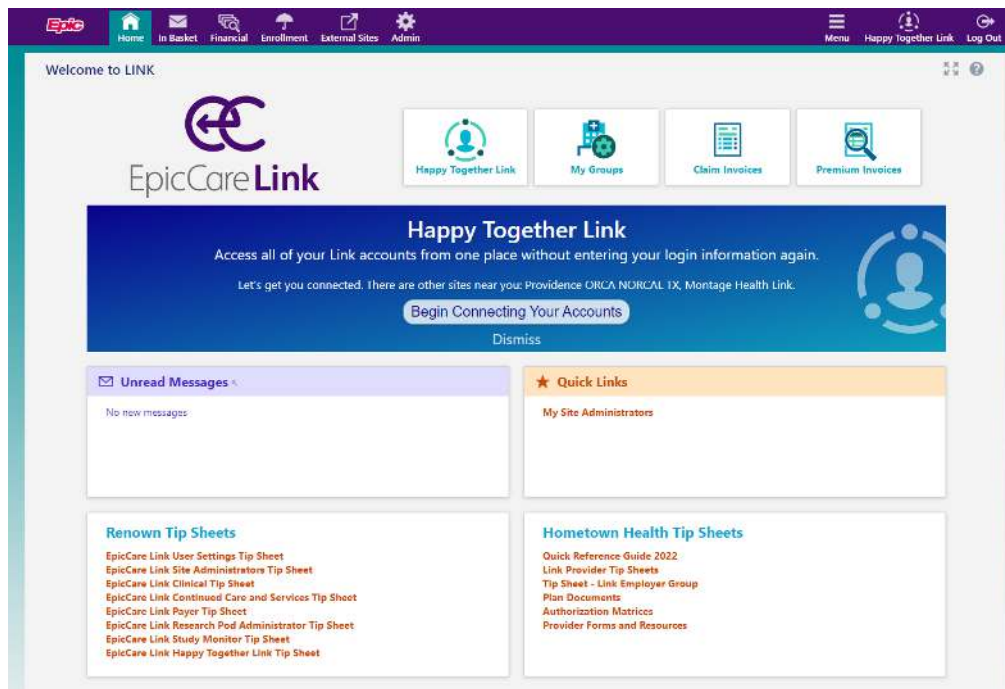 Epic
Home In Basket Financial Enrollment External Sites Admin Menu Happy Together Link Log Out
Welcome to LINK
EpicCare Link
Happy Together Link My Groups Claim Invoices Premium Invoices
Happy Together Link
Access all of your Link accounts from one place without entering your login information again.
Let's get you connected. There are other sites near you: Providence ORCA NORCAL TX, Montage Health Link.
Begin Connecting Your Accounts
Dismiss
Unread Messages
No new messages
Quick Links
My Site Administrators
Renown Tip Sheets
EpicCare Link User Settings Tip Sheet
EpicCare Link Site Administrators Tip Sheet
EpicCare Link Clinical Tip Sheet
EpicCare Link Continued Care and Services Tip Sheet
EpicCare Link Payer Tip Sheet
EpicCare Link Research Pod Administrator Tip Sheet
EpicCare Link Study Monitor Tip Sheet
EpicCare Link Happy Together Link Tip Sheet
Hometown Health Tip Sheets
Quick Reference Guide 2022
Link Provider Tip Sheets
Tip Sheet - Link Employer Group
Plan Documents
Authorization Matrices
Provider Forms and Resources